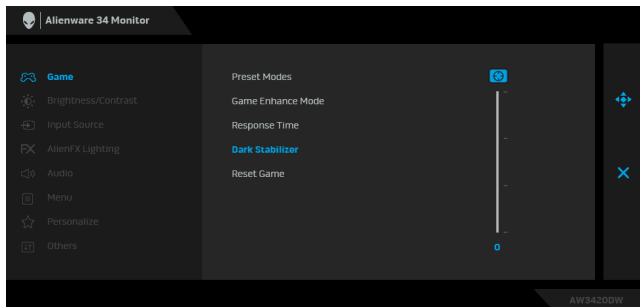 Alienware 34 Monitor
Game
Brightness/Contrast
Input Source
FX AlienFX Lighting
Audio
Menu
Personalize
Others
Preset Modes
Game Enhance Mode
Response Time
Dark Stabilizer
Reset Game
0
AW3420DW